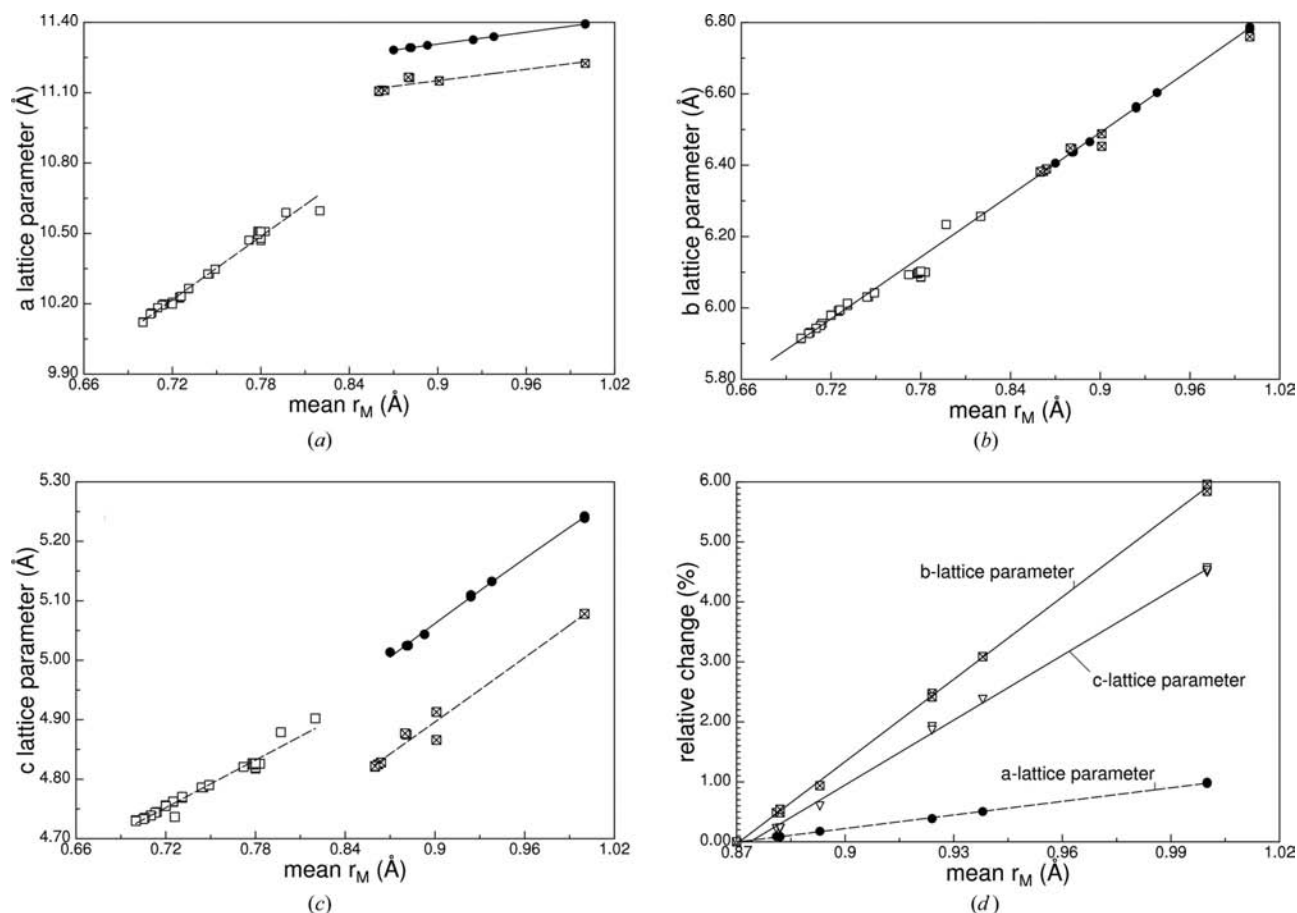 11.40
11.10
10.80
10.50
10.20
9.90
0.66 0.72 0.78 0.84 0.9 0.96 1.02
a lattice parameter (Å)
mean rM (Å)
(a)
6.80
6.60
6.40
6.20
6.00
5.80
0.66 0.72 0.78 0.84 0.9 0.96 1.02
b lattice parameter (Å)
mean rM (Å)
(b)
5.30
5.20
5.10
5.00
4.90
4.80
4.70
0.66 0.72 0.78 0.84 0.9 0.96 1.02
c lattice parameter (Å)
mean rM (Å)
(c)
6.00
5.00
4.00
3.00
2.00
1.00
0.00
0.87 0.9 0.93 0.96 0.99 1.02
relative change (%)
b-lattice parameter
c-lattice parameter
a-lattice parameter
mean rM (Å)
(d)